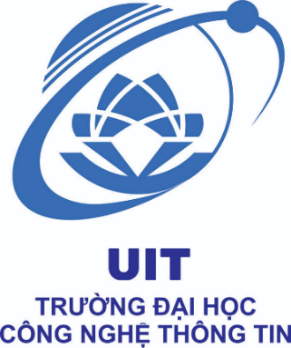 UIT
TRƯỜNG ĐẠI HỌC
CÔNG NGHỆ THÔNG TIN